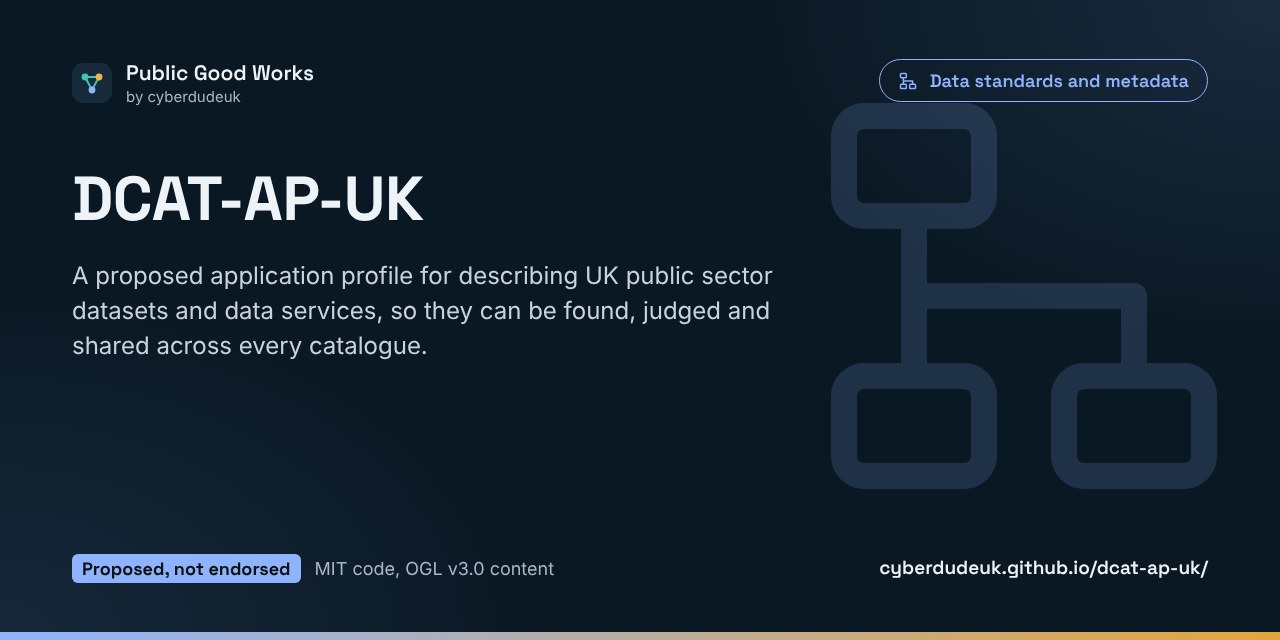 Public Good Works
by cyberdudeuk
Data standards and metadata
DCAT-AP-UK
A proposed application profile for describing UK public sector
datasets and data services, so they can be found, judged and
shared across every catalogue.
Proposed, not endorsed
MIT code, OGL v3.0 content
cyberdudeuk.github.io/dcat-ap-uk/